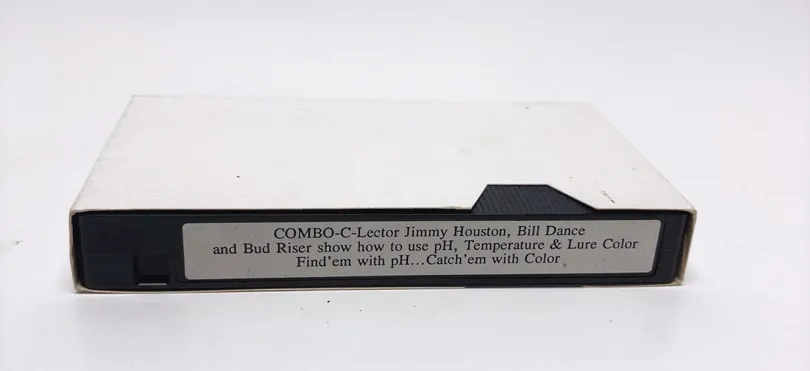 COMBO-C-Lector Jimmy Houston, Bill Dance
and Bud Riser show how to use pH, Temperature & Lure Color
Find'em with pH...Catch'em with Color